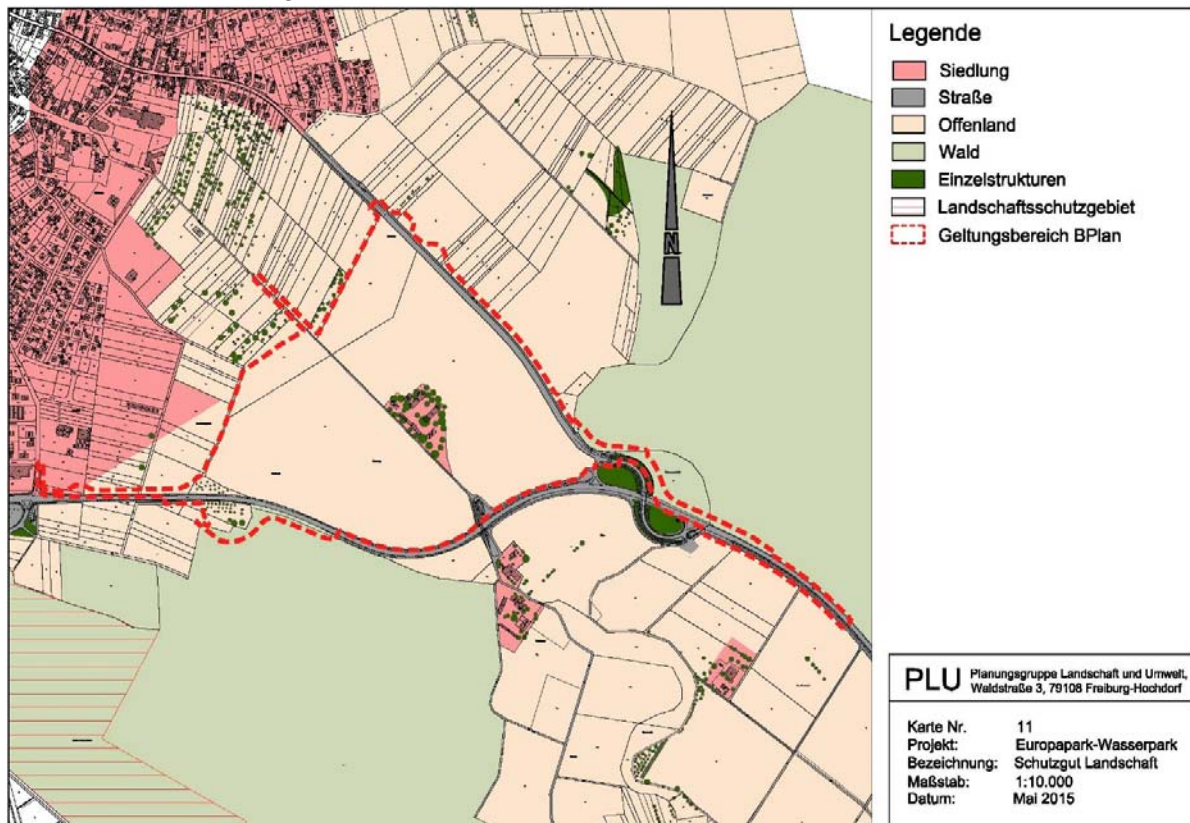 Legende
Siedlung
Straße
Offenland
Wald
Einzelstrukturen
Landschaftsschutzgebiet
Geltungsbereich BPlan
N
PLU Planungsgruppe Landschaft und Umwelt,
Waldstraße 3, 79108 Freiburg-Hochdorf
Karte Nr. 11
Projekt: Europapark-Wasserpark
Bezeichnung: Schutzgut Landschaft
Maßstab: 1:10.000
Datum: Mai 2015